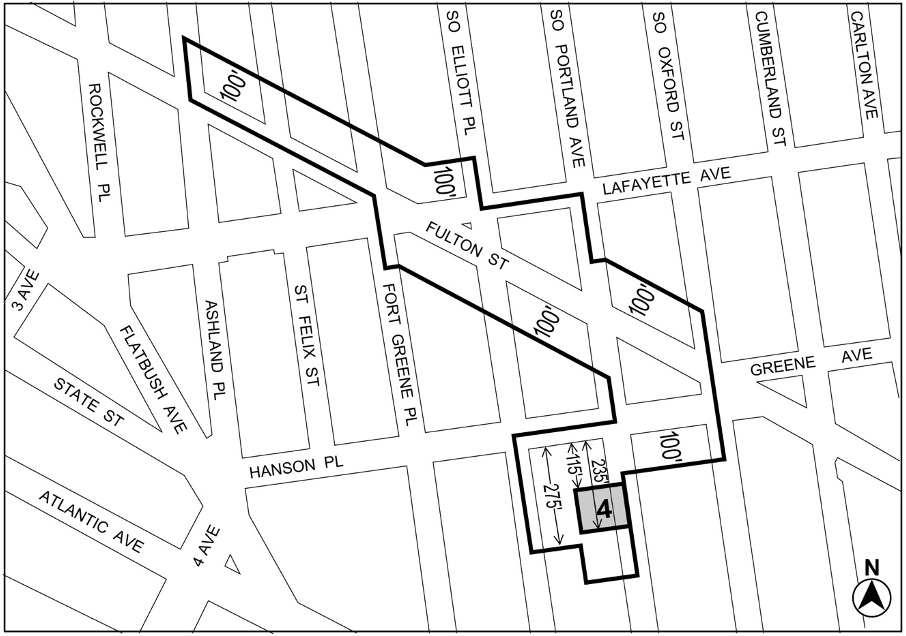 SO ELLIOTT PL
SO PORTLAND AVE
SO OXFORD ST
CUMBERLAND ST
CARLTON AVE
ROCKWELL PL
100'
100'
LAFAYETTE AVE
FULTON ST
3 AVE
100'
100'
FLATBUSH AVE
ASHLAND PL
ST FELIX ST
FORT GREENE PL
GREENE AVE
STATE ST
HANSON PL
100'
115'
235'
275'
4
ATLANTIC AVE
4 AVE
N